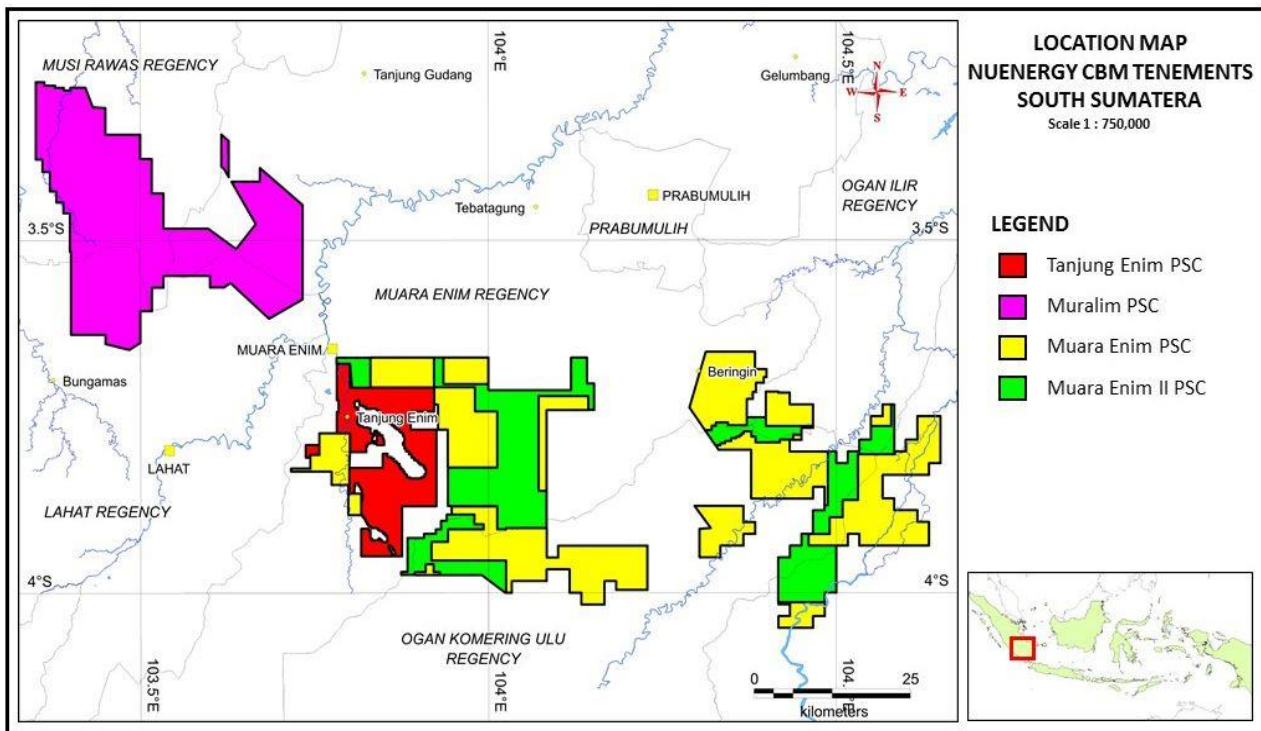 LOCATION MAP
NUENERGY CBM TENEMENTS
SOUTH SUMATERA
Scale 1 : 750,000
LEGEND
Tanjung Enim PSC
Muralim PSC
Muara Enim PSC
Muara Enim II PSC
MUSI RAWAS REGENCY
Tanjung Gudang
104°E
Gelumbang
104.5°E
N
W E
S
OGAN ILIR
REGENCY
PRABUMULIH
Tebatagung
PRABUMULIH
3.5°S
3.5°S
MUARA ENIM REGENCY
MUARA ENIM
Bungamas
Beringin
Tanjung Enim
LAHAT
LAHAT REGENCY
4°S
4°S
OGAN KOMERING ULU
REGENCY
103.5°E
104°E
0 25
kilometers